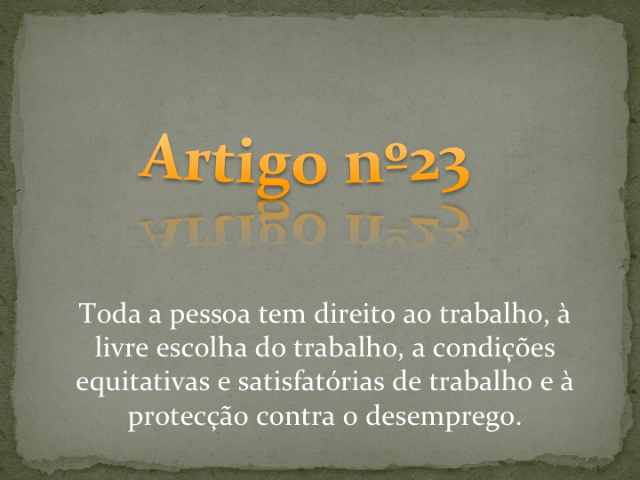 Artigo nº23
Toda a pessoa tem direito ao trabalho, à
livre escolha do trabalho, a condições
equitativas e satisfatórias de trabalho e à
protecção contra o desemprego.